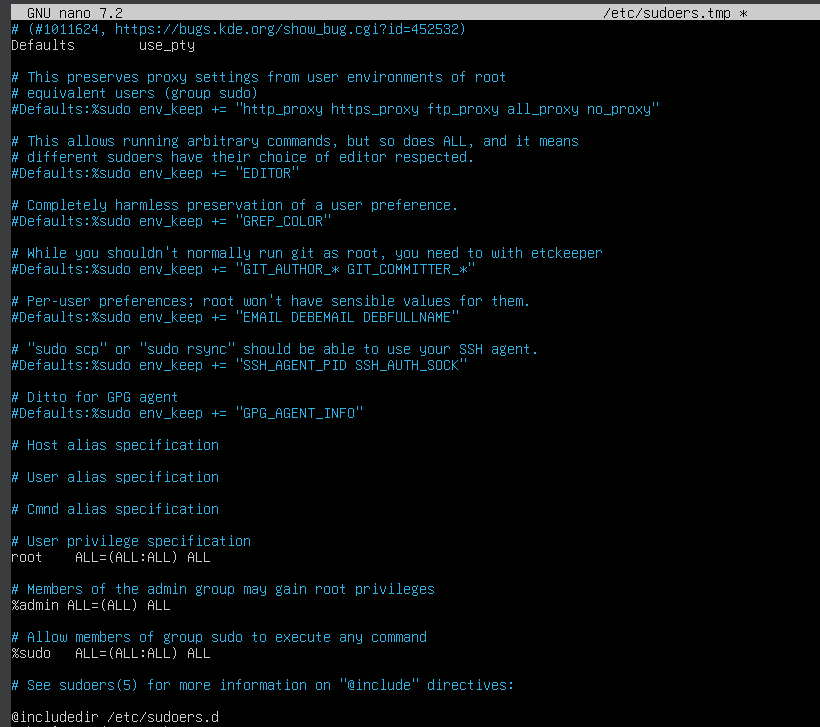 GNU nano 7.2 /etc/sudoers.tmp *
# (#1011624, https://bugs.kde.org/show_bug.cgi?id=452532)
Defaults use_pty
# This preserves proxy settings from user environments of root
# equivalent users (group sudo)
#Defaults:%sudo env_keep += "http_proxy https_proxy ftp_proxy all_proxy no_proxy"
# This allows running arbitrary commands, but so does ALL, and it means
# different sudoers have their choice of editor respected.
#Defaults:%sudo env_keep += "EDITOR"
# Completely harmless preservation of a user preference.
#Defaults:%sudo env_keep += "GREP_COLOR"
# While you shouldn't normally run git as root, you need to with etckeeper
#Defaults:%sudo env_keep += "GIT_AUTHOR_* GIT_COMMITTER_*"
# Per-user preferences; root won't have sensible values for them.
#Defaults:%sudo env_keep += "EMAIL DEBEMAIL DEBFULLNAME"
# "sudo scp" or "sudo rsync" should be able to use your SSH agent.
#Defaults:%sudo env_keep += "SSH_AGENT_PID SSH_AUTH_SOCK"
# Ditto for GPG agent
#Defaults:%sudo env_keep += "GPG_AGENT_INFO"
# Host alias specification
# User alias specification
# Cmnd alias specification
# User privilege specification
root ALL=(ALL:ALL) ALL
# Members of the admin group may gain root privileges
%admin ALL=(ALL) ALL
# Allow members of group sudo to execute any command
%sudo ALL=(ALL:ALL) ALL
# See sudoers(5) for more information on "@include" directives:
@includedir /etc/sudoers.d